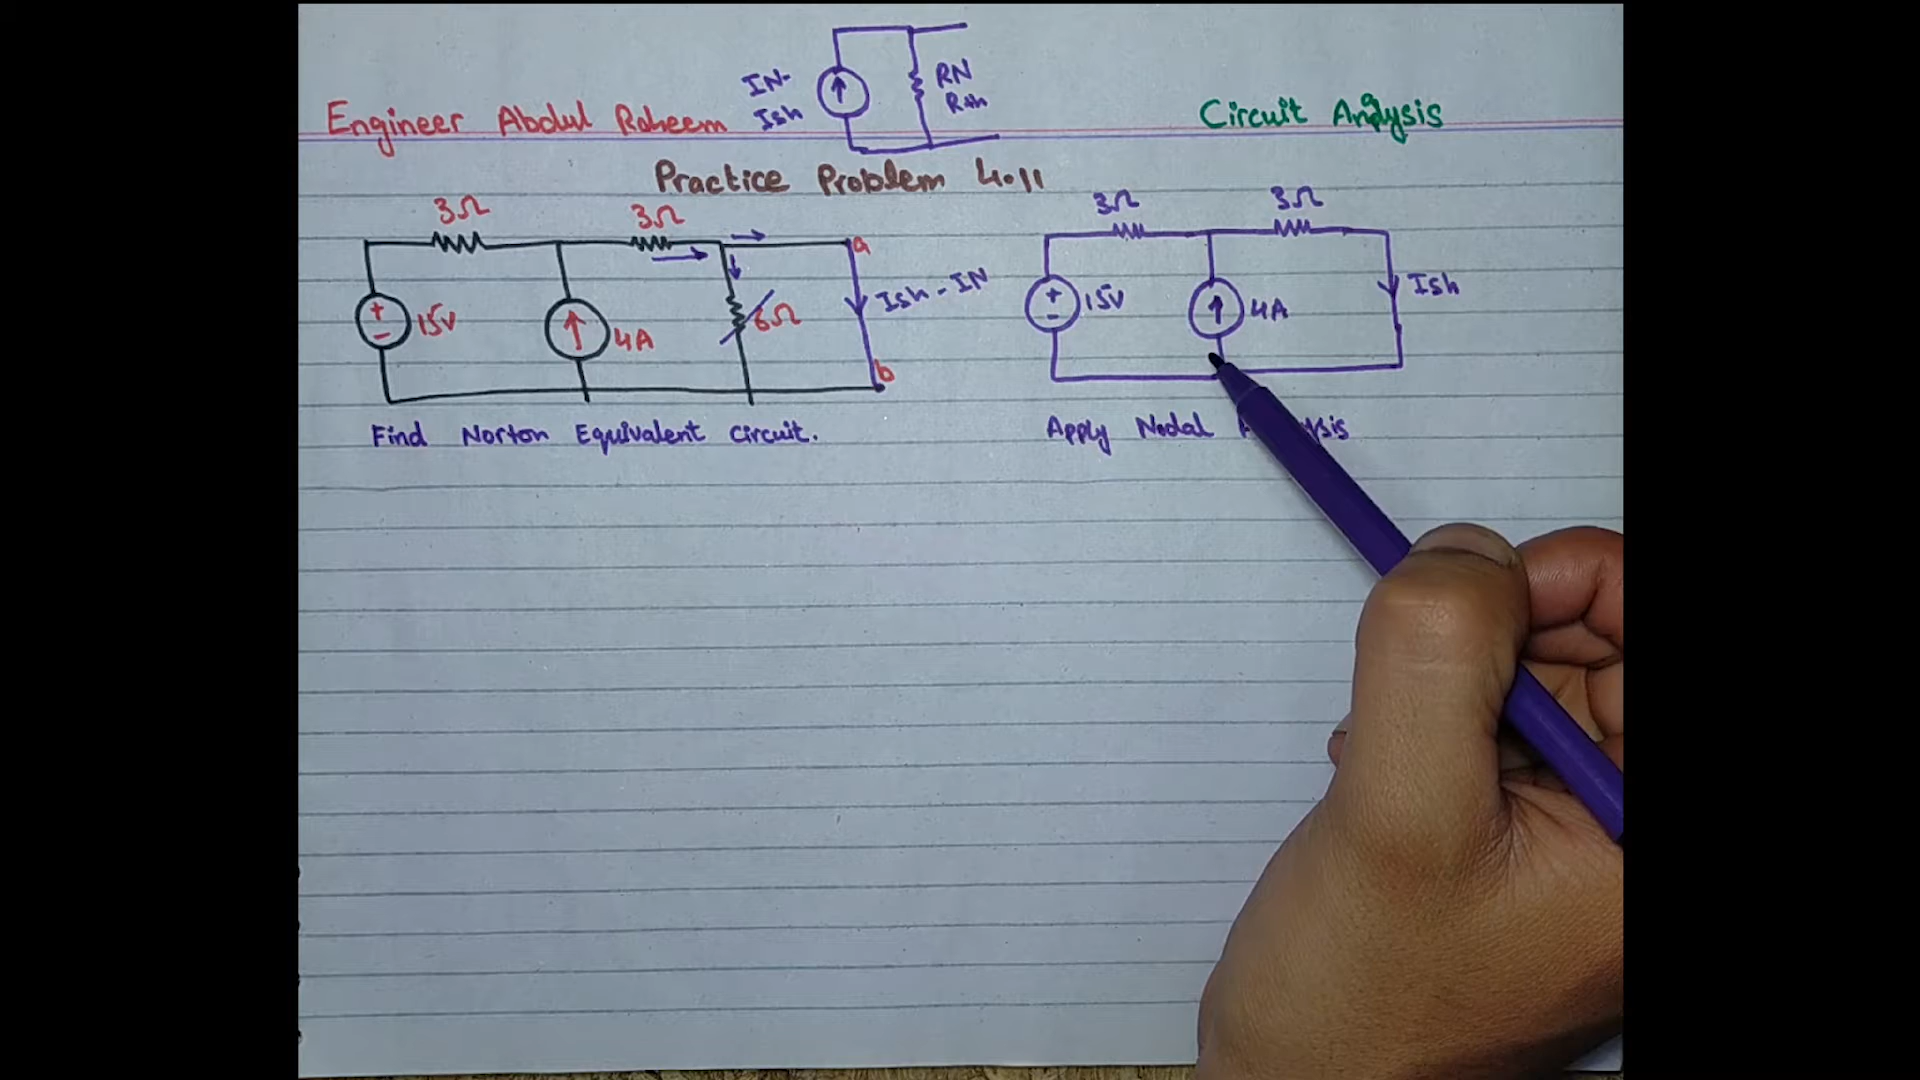 IN-
Ish
RN
Rth
Engineer Abdul Raheem
Circuit Analysis
Practice Problem 4.11
3Ω
3Ω
a
+
-
15v
4A
6Ω
Ish - IN
b
Find Norton Equivalent Circuit.
3Ω
3Ω
+
-
15v
4A
Ish
Apply Nodal